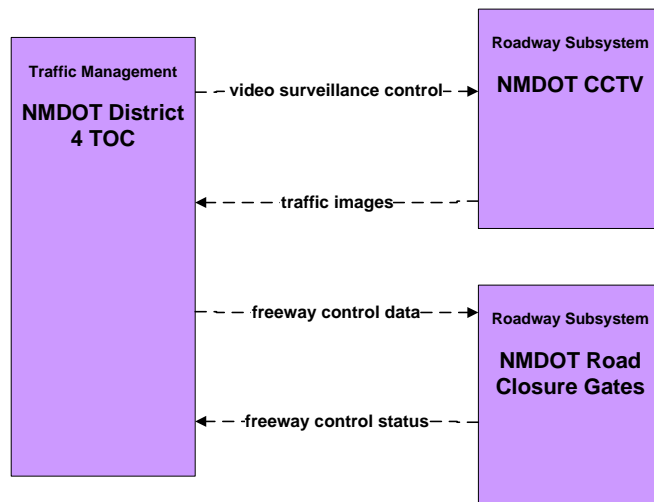 Traffic Management
NMDOT District
4 TOC
video surveillance control
traffic images
freeway control data
freeway control status
Roadway Subsystem
NMDOT CCTV
Roadway Subsystem
NMDOT Road
Closure Gates